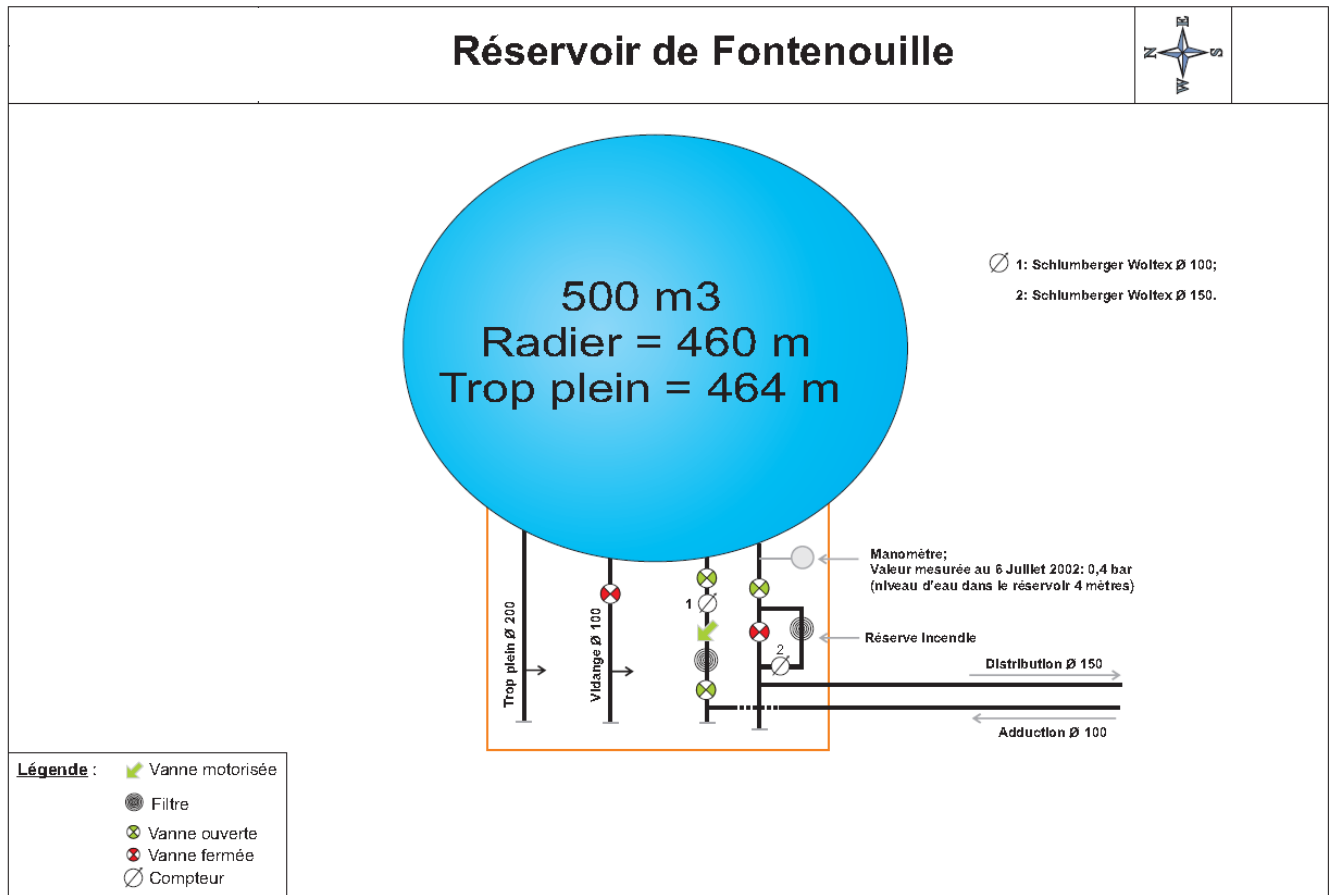 Réservoir de Fontenouille
E
N
S
W
500 m3
Radier = 460 m
Trop plein = 464 m
1: Schlumberger Woltex Ø 100;
2: Schlumberger Woltex Ø 150.
Manomètre;
Valeur mesurée au 6 Juillet 2002: 0,4 bar
(niveau d'eau dans le réservoir 4 mètres)
1
Réserve Incendie
2
Trop plein Ø 200
Vidange Ø 100
Distribution Ø 150
Adduction Ø 100
Légende :
Vanne motorisée
Filtre
Vanne ouverte
Vanne fermée
Compteur